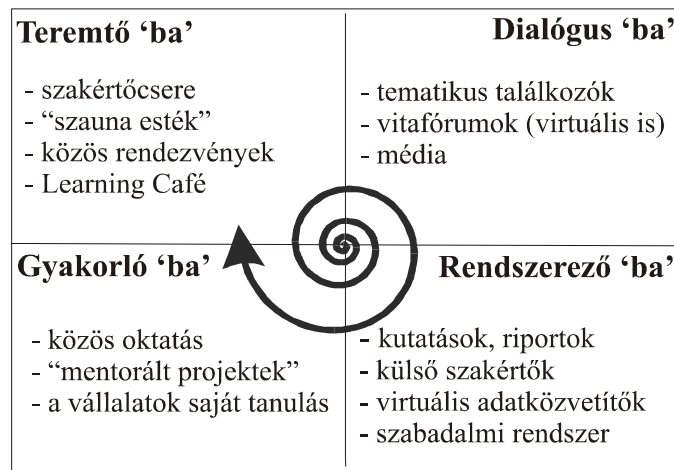 Teremtő ‘ba’
- szakértőcsere
- “szauna esték”
- közös rendezvények
- Learning Café
Dialógus ‘ba’
- tematikus találkozók
- vitafórumok (virtuális is)
- média
Gyakorló ‘ba’
- közös oktatás
- “mentorált projektek”
- a vállalatok saját tanulás
Rendszerező ‘ba’
- kutatások, riportok
- külső szakértők
- virtuális adatközvetítők
- szabadalmi rendszer